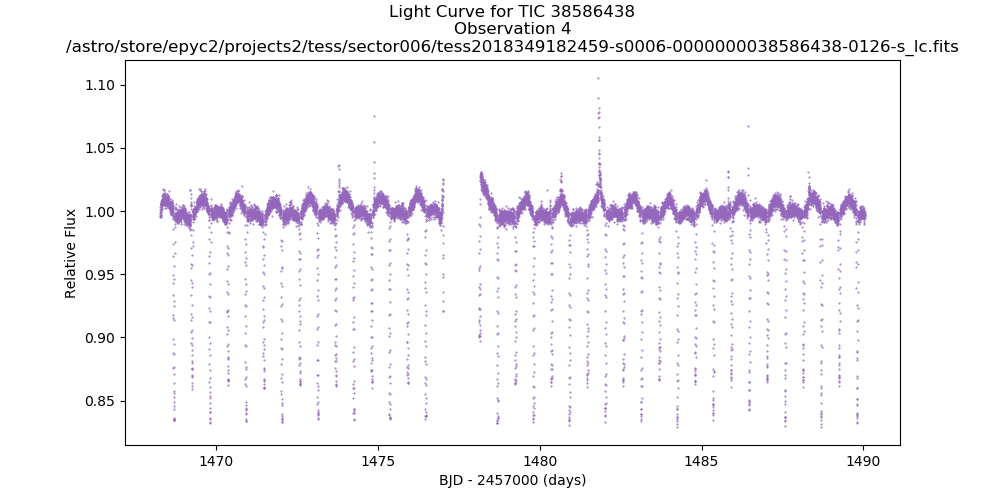 Light Curve for TIC 38586438
Observation 4
/astro/store/epyc2/projects2/tess/sector006/tess2018349182459-s0006-0000000038586438-0126-s_lc.fits
1.10
1.05
1.00
0.95
0.90
0.85
Relative Flux
1470
1475
1480
1485
1490
BJD - 2457000 (days)